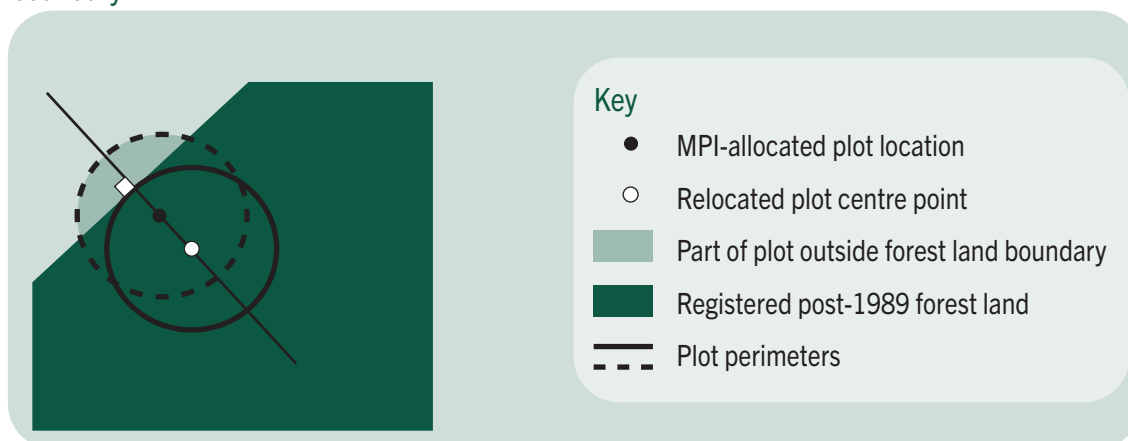 Key
MPI-allocated plot location
Relocated plot centre point
Part of plot outside forest land boundary
Registered post-1989 forest land
Plot perimeters